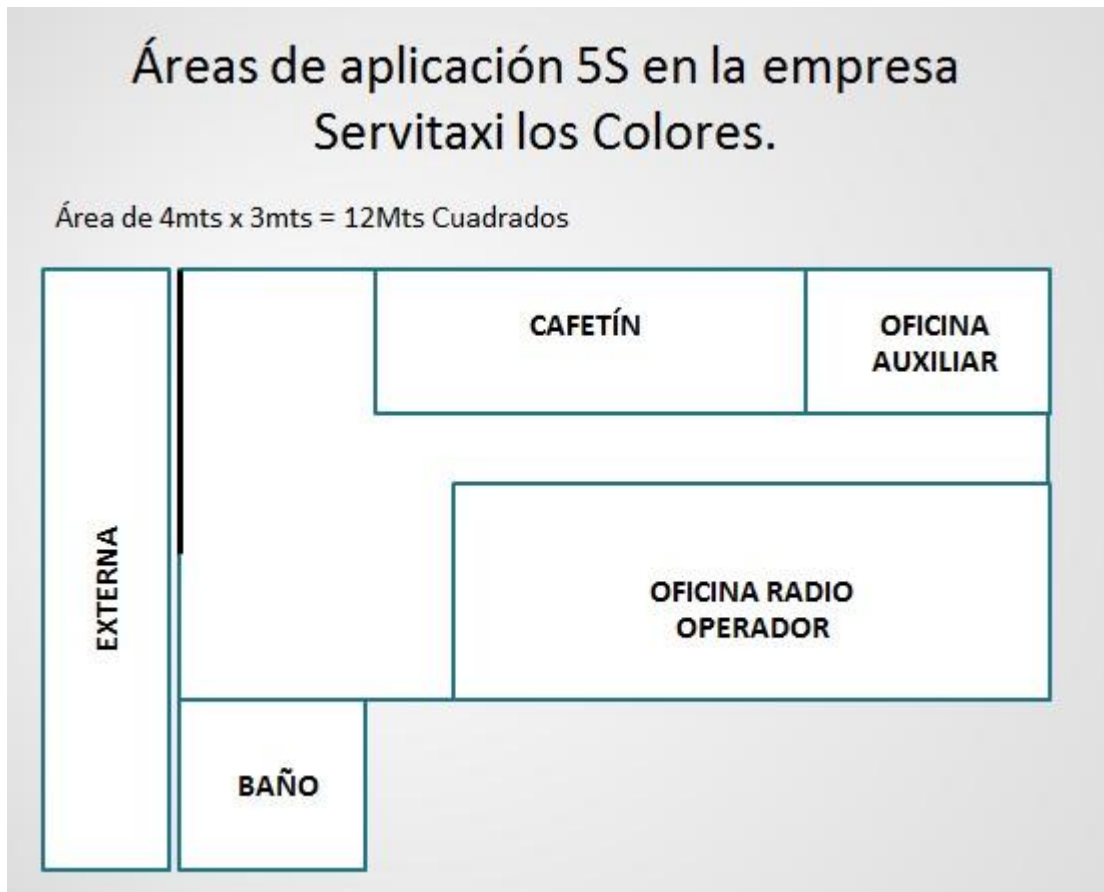 Áreas de aplicación 5S en la empresa
Servitaxi los Colores.
Área de 4mts x 3mts = 12Mts Cuadrados
CAFETÍN
OFICINA
AUXILIAR
EXTERNA
OFICINA RADIO
OPERADOR
BAÑO